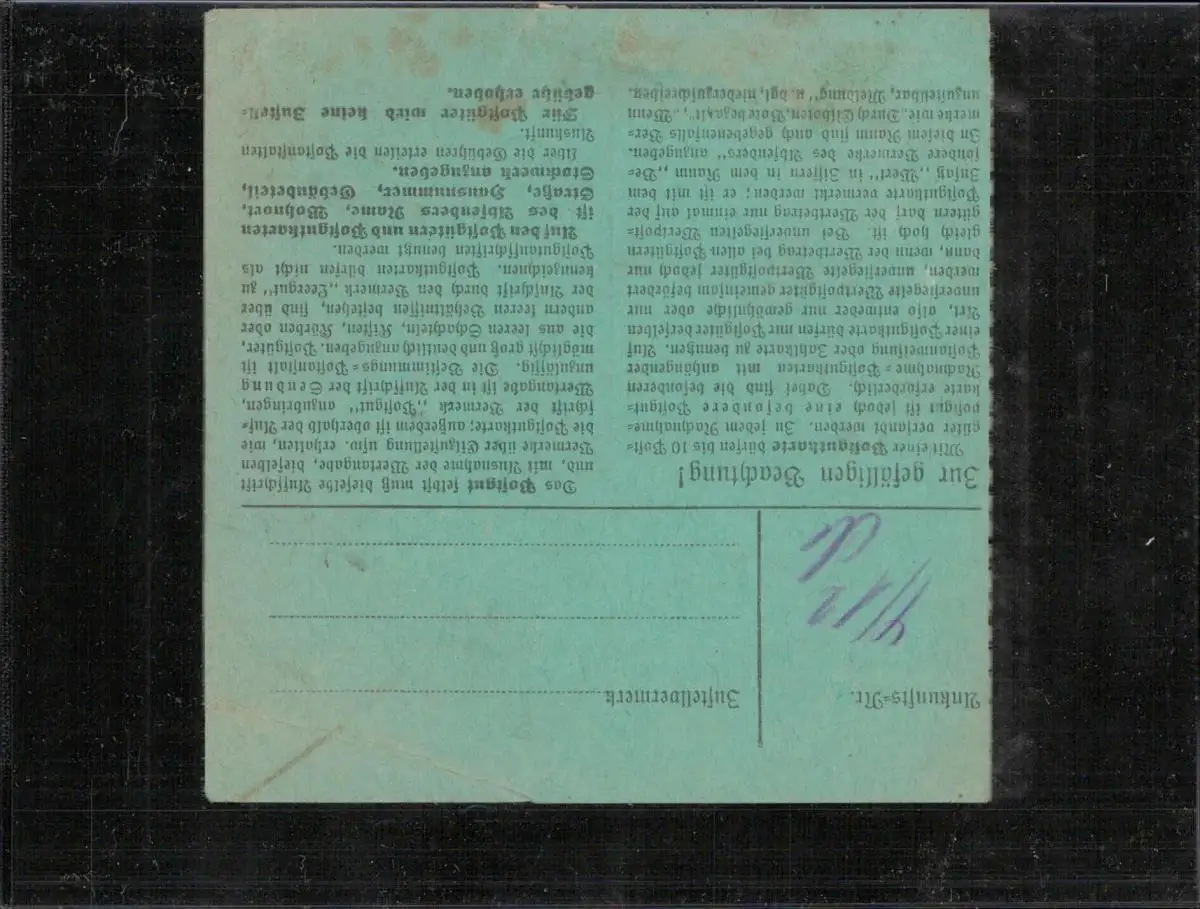 Ankunfts-Nr.
4/12
Zustellvermerk
Zur gefälligen Beachtung!
Mit einer Postgutkarte dürfen bis 10 Post-
güter versandt werden. Zu jedem Nachnahme-
postgut ist jedoch eine besondere Postgut-
karte erforderlich. Dabei sind die besonderen
Nachnahme-Postgutkarten mit anhängender
Postanweisung oder Zahlkarte zu benutzen. Auf
einer Postgutkarte dürfen nur Postgüter derselben
Art, also entweder nur gewöhnliche oder nur
unversiegelte Wertpostgüter gemeinsam befördert
werden, unversiegelte Wertpostgüter jedoch nur
dann, wenn der Wertbetrag bei allen Postgütern
gleich hoch ist. Bei unversiegelten Wertpost-
gütern darf der Wertbetrag nur einmal auf der
Postgutkarte vermerkt werden; er ist mit dem
Zusatz „Wert“ in Ziffern in dem Raum „Be-
sondere Vermerke des Absenders“ anzugeben.
In diesem Raum sind auch gegebenenfalls Ver-
merke wie „Durch Eilboten, Bote bezahlt“, „Wenn
unzustellbar, Meldung“ u. dgl. niederzuschreiben.
Das Postgut selbst muß dieselbe Aufschrift
und, mit Ausnahme der Wertangabe, dieselben
Vermerke über Eilzustellung usw. erhalten, wie
die Postgutkarte; außerdem ist oberhalb der Auf-
schrift der Vermerk „Postgut“ anzubringen.
Wertangabe ist in der Aufschrift der Sendung
unzulässig. Die Bestimmungs-Postanstalt ist
möglichst groß und deutlich anzugeben. Postgüter,
die aus leeren Schachteln, Kisten, Körben oder
andern leeren Behältnissen bestehen, sind über
der Aufschrift durch den Vermerk „Leergut“ zu
kennzeichnen. Postgutkarten dürfen nicht als
Postgutaufschriften benutzt werden.
Auf den Postgütern und Postgutkarten
ist des Absenders Name, Wohnort,
Straße, Hausnummer, Gebäudeteil,
Stockwerk anzugeben.
Über die Gebühren erteilen die Postanstalten
Auskunft.
Für Postgüter wird keine Zustell-
gebühr erhoben.